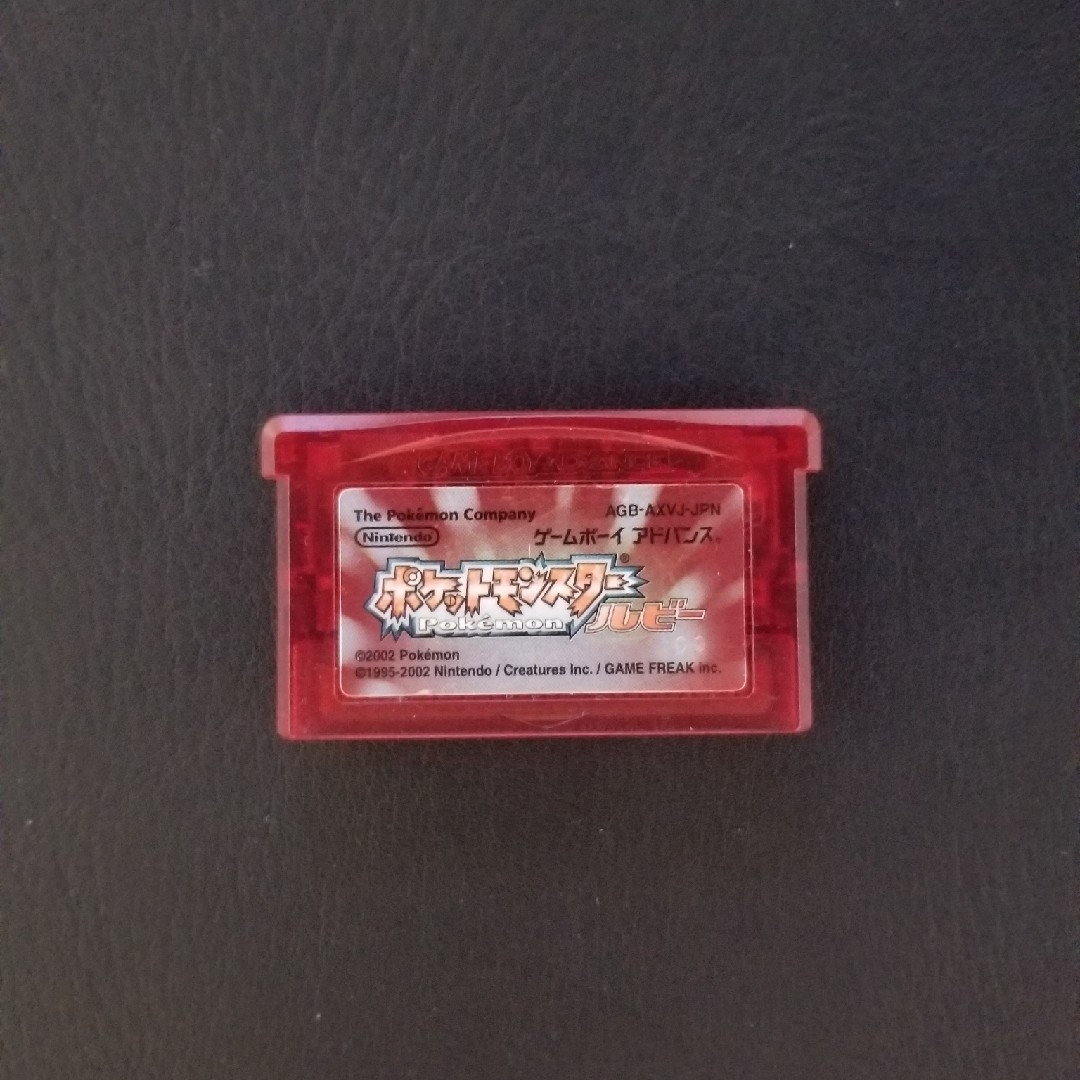 GAME BOY ADVANCE
The Pokémon Company AGB-AXVJ-JPN
Nintendo ゲームボーイ アドバンス®
ポケットモンスター®
Pokémon ルビー
©2002 Pokémon
©1995-2002 Nintendo / Creatures Inc. / GAME FREAK inc.